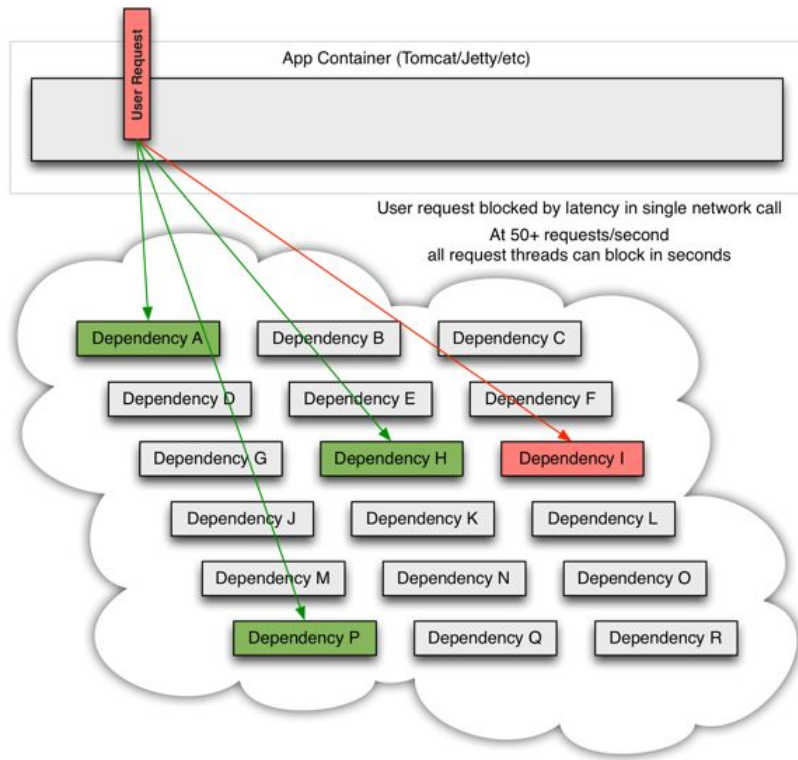 User Request
App Container (Tomcat/Jetty/etc)
User request blocked by latency in single network call
At 50+ requests/second
all request threads can block in seconds
Dependency A
Dependency B
Dependency C
Dependency D
Dependency E
Dependency F
Dependency G
Dependency H
Dependency I
Dependency J
Dependency K
Dependency L
Dependency M
Dependency N
Dependency O
Dependency P
Dependency Q
Dependency R